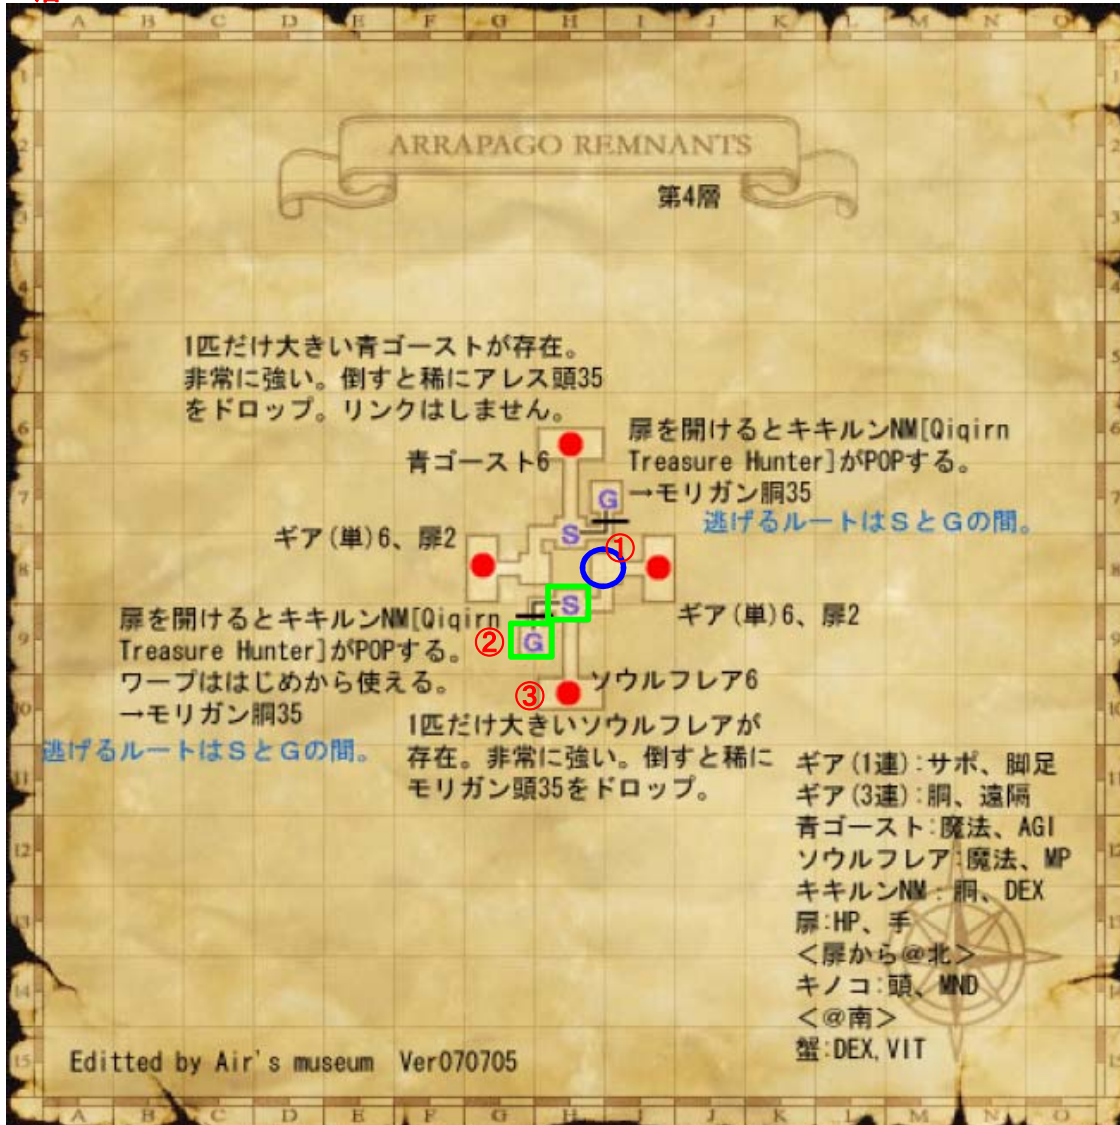 層
A B C D E F G H I J K L M N O
ARRAPAGO REMNANTS
第4層
1匹だけ大きい青ゴーストが存在。
非常に強い。倒すと稀にアレス頭35
をドロップ。リンクはしません。
扉を開けるとキキルンNM[Qiqirn
Treasure Hunter]がPOPする。
→モリガン胴35
逃げるルートはSとGの間。
青ゴースト6
G
S
ギア(単)6、扉2
①
ギア(単)6、扉2
S
扉を開けるとキキルンNM[Qiqirn
Treasure Hunter]がPOPする。
ワープははじめから使える。
→モリガン胴35
逃げるルートはSとGの間。
②
G
③
ソウルフレア6
1匹だけ大きいソウルフレアが
存在。非常に強い。倒すと稀に
モリガン頭35をドロップ。
ギア(1連):サポ、脚足
ギア(3連):胴、遠隔
青ゴースト:魔法、AGI
ソウルフレア:魔法、MP
キキルンNM:胴、DEX
扉:HP、手
<扉から@北>
キノコ:頭、MND
<@南>
蟹:DEX,VIT
Editted by Air's museum Ver070705
A B C D E F G H I J K L M N O